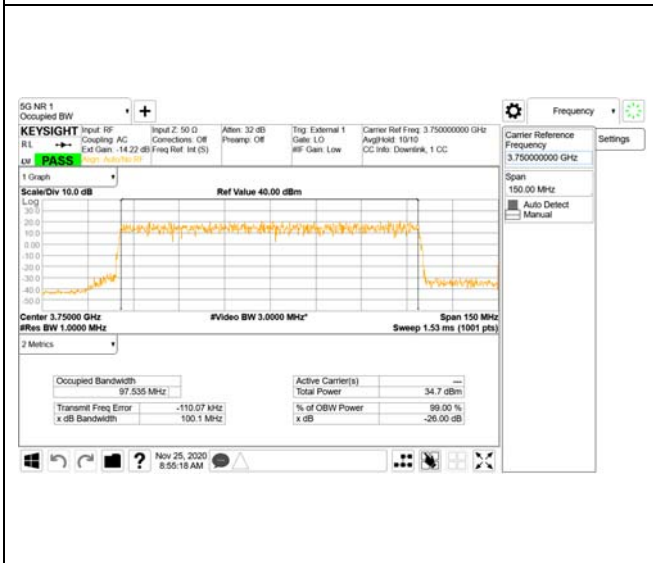 5G NR 1
Occupied BW
Frequency
KEYSIGHT Input: RF Input Z: 50 Ω Atten: 32 dB Trig: External 1 Carrier Ref Freq: 3.750000000 GHz
RL Coupling: AC Corrections: Off Preamp: Off Gate: LO Avg|Hold: 10/10
Ext Gain: -14.22 dB Freq Ref: Int (S) #IF Gain: Low CC Info: Downlink, 1 CC
PASS Align: Auto/No RF
Carrier Reference
Frequency
3.750000000 GHz
Settings
Span
150.00 MHz
Auto Detect
Manual
1 Graph
Scale/Div 10.0 dB Ref Value 40.00 dBm
Log
30.0
20.0
10.0
0.00
-10.0
-20.0
-30.0
-40.0
-50.0
Center 3.75000 GHz #Video BW 3.0000 MHz* Span 150 MHz
#Res BW 1.0000 MHz Sweep 1.53 ms (1001 pts)
2 Metrics
Occupied Bandwidth
97.535 MHz
Active Carrier(s) ---
Total Power 34.7 dBm
Transmit Freq Error -110.07 kHz
% of OBW Power 99.00 %
x dB Bandwidth 100.1 MHz
x dB -26.00 dB
Nov 25, 2020
8:55:18 AM